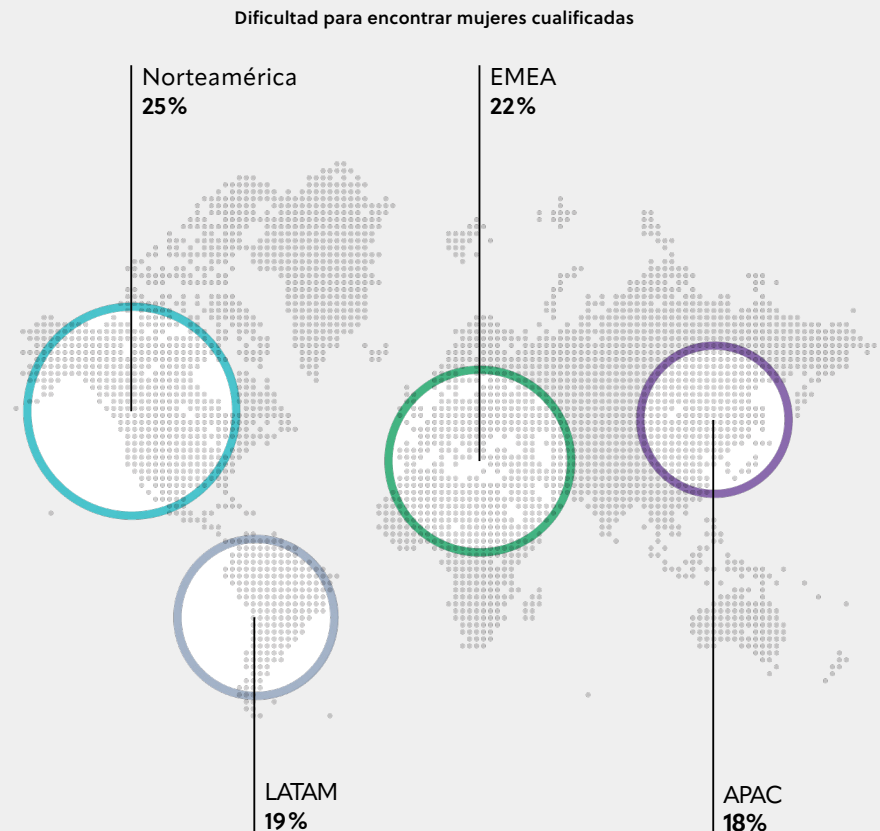 Dificultad para encontrar mujeres cualificadas
Norteamérica
25%
EMEA
22%
LATAM
19%
APAC
18%